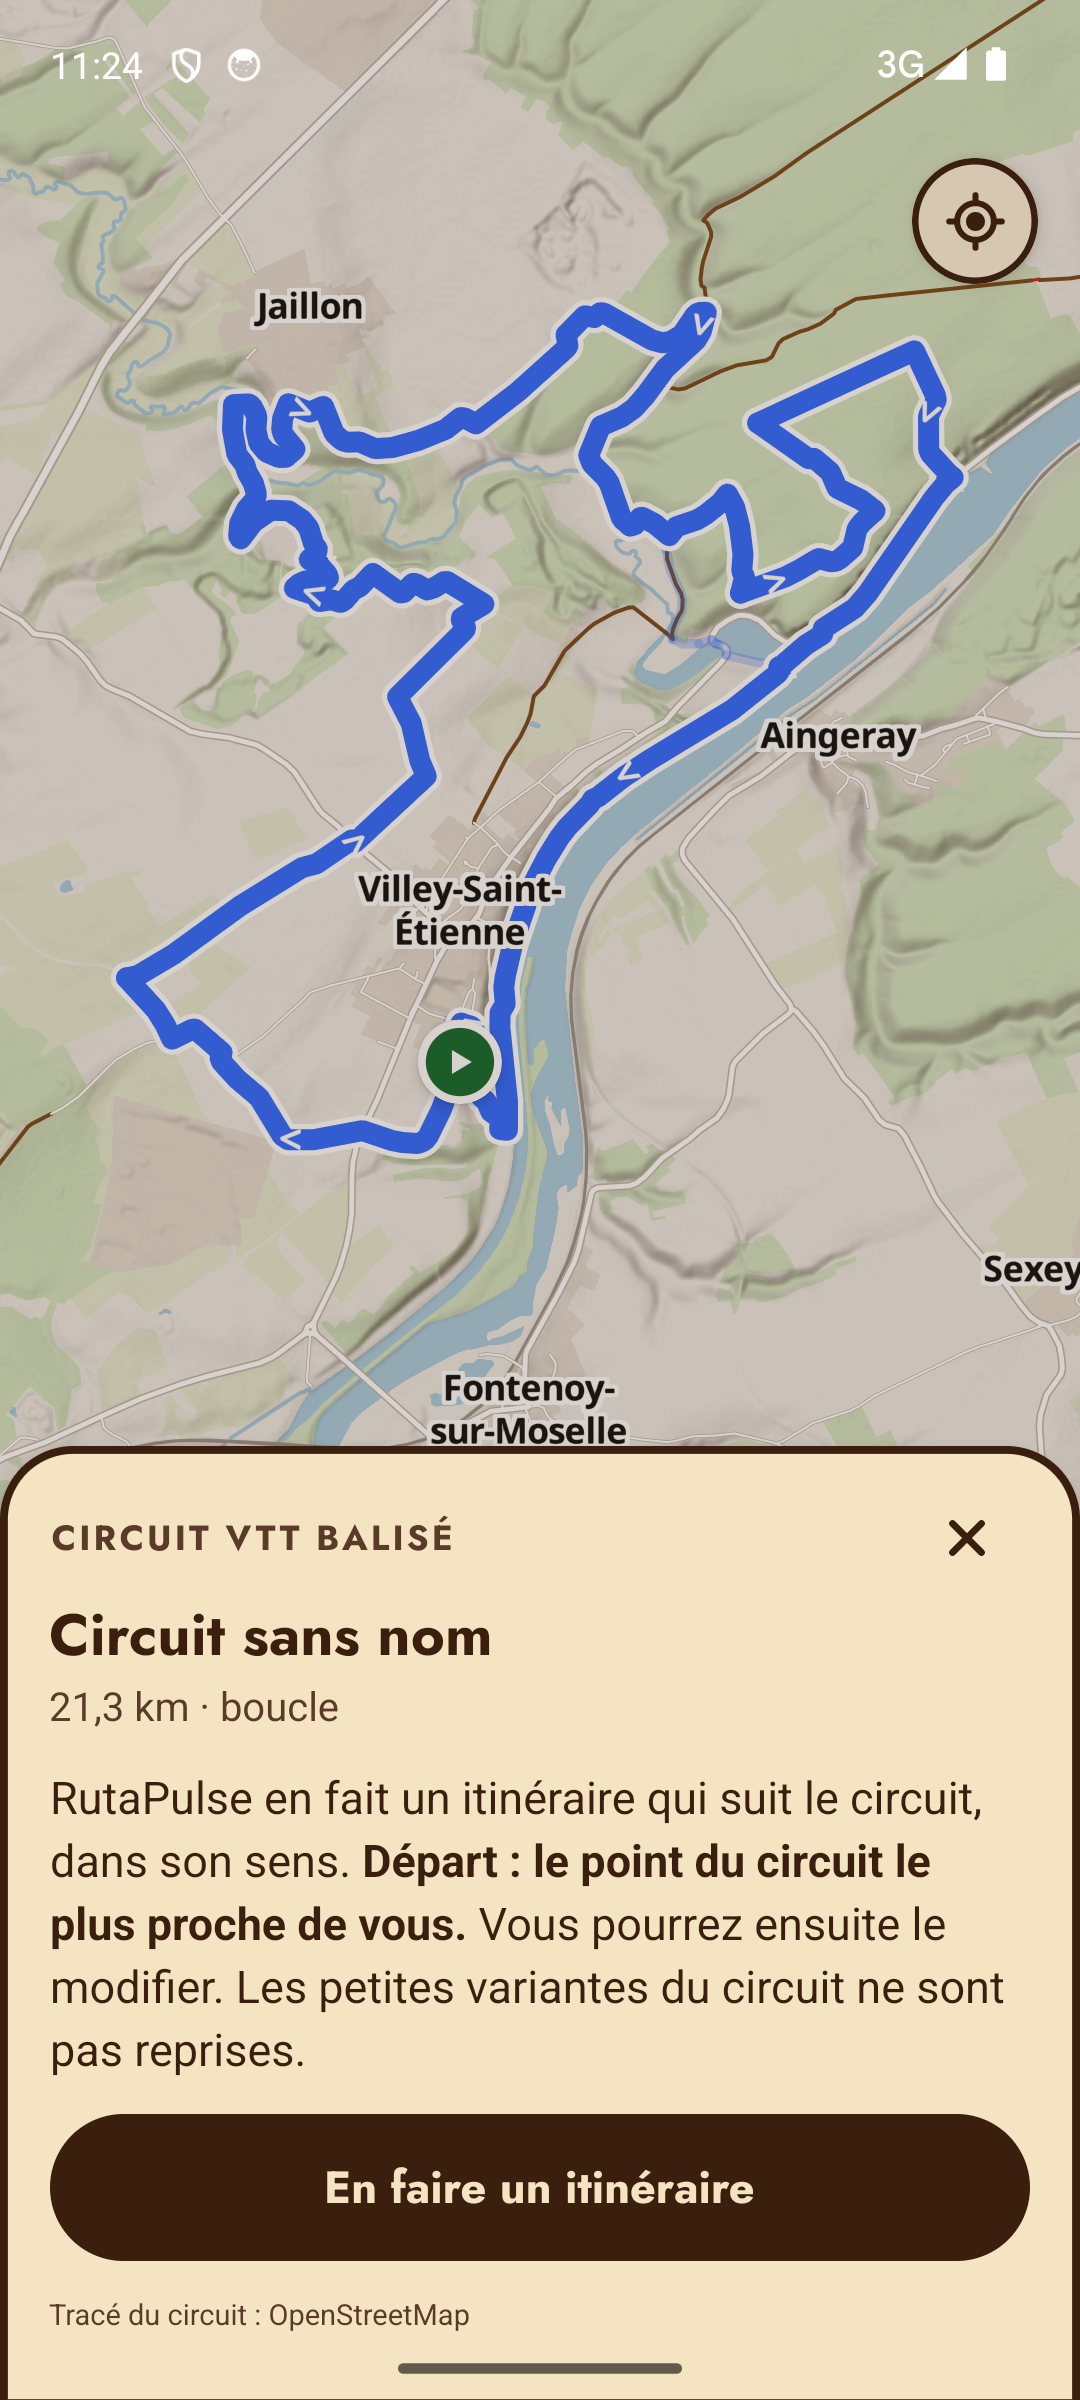 11:24
3G
Jaillon
Aingeray
Villey-Saint-
Étienne
Sexey
Fontenoy-
sur-Moselle
CIRCUIT VTT BALISÉ
Circuit sans nom
21,3 km · boucle
RutaPulse en fait un itinéraire qui suit le circuit,
dans son sens. Départ : le point du circuit le
plus proche de vous. Vous pourrez ensuite le
modifier. Les petites variantes du circuit ne sont
pas reprises.
En faire un itinéraire
Tracé du circuit : OpenStreetMap